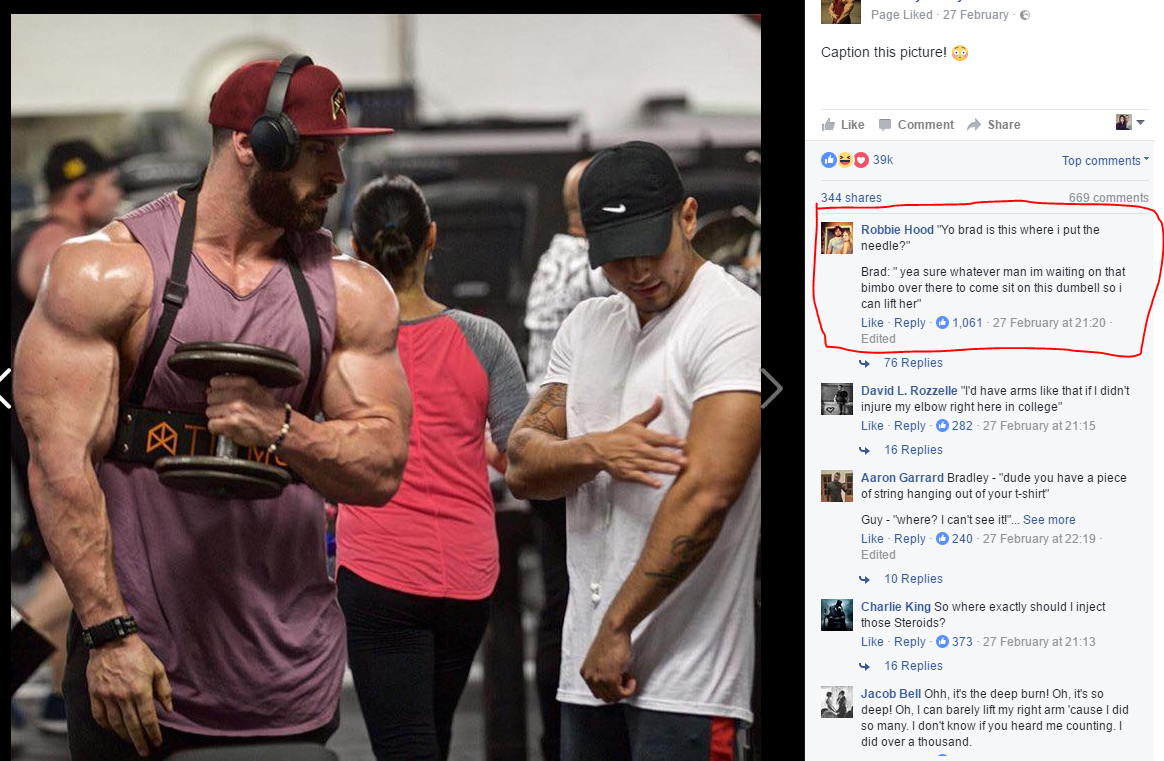 Page Liked · 27 February ·
Caption this picture!
Like Comment Share
39k Top comments
344 shares 669 comments
Robbie Hood "Yo brad is this where i put the
needle?"
Brad: " yea sure whatever man im waiting on that
bimbo over there to come sit on this dumbell so i
can lift her"
Like · Reply · 1,061 · 27 February at 21:20 ·
Edited
76 Replies
David L. Rozzelle "I'd have arms like that if I didn't
injure my elbow right here in college"
Like · Reply · 282 · 27 February at 21:15
16 Replies
Aaron Garrard Bradley - "dude you have a piece
of string hanging out of your t-shirt"
Guy - "where? I can't see it!"... See more
Like · Reply · 240 · 27 February at 22:19 ·
Edited
10 Replies
Charlie King So where exactly should I inject
those Steroids?
Like · Reply · 373 · 27 February at 21:13
16 Replies
Jacob Bell Ohh, it's the deep burn! Oh, it's so
deep! Oh, I can barely lift my right arm 'cause I did
so many. I don't know if you heard me counting. I
did over a thousand.